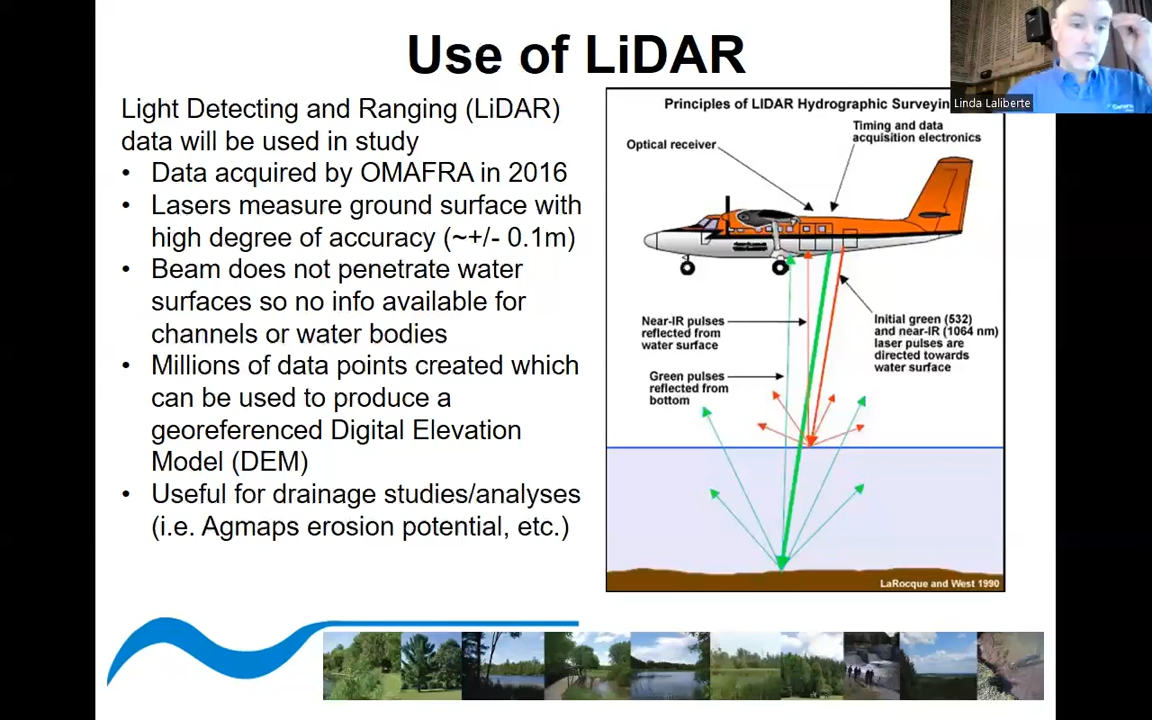 Use of LiDAR
Light Detecting and Ranging (LiDAR)
data will be used in study
• Data acquired by OMAFRA in 2016
• Lasers measure ground surface with
high degree of accuracy (~+/- 0.1m)
• Beam does not penetrate water
surfaces so no info available for
channels or water bodies
• Millions of data points created which
can be used to produce a
georeferenced Digital Elevation
Model (DEM)
• Useful for drainage studies/analyses
(i.e. Agmaps erosion potential, etc.)
Linda Laliberte
Principles of LIDAR Hydrographic Surveyin
Timing and data
acquisition electronics
Optical receiver
Near-IR pulses
reflected from
water surface
Initial green (532)
and near-IR (1064 nm)
laser pulses are
directed towards
water surface
Green pulses
reflected from
bottom
LaRocque and West 1990